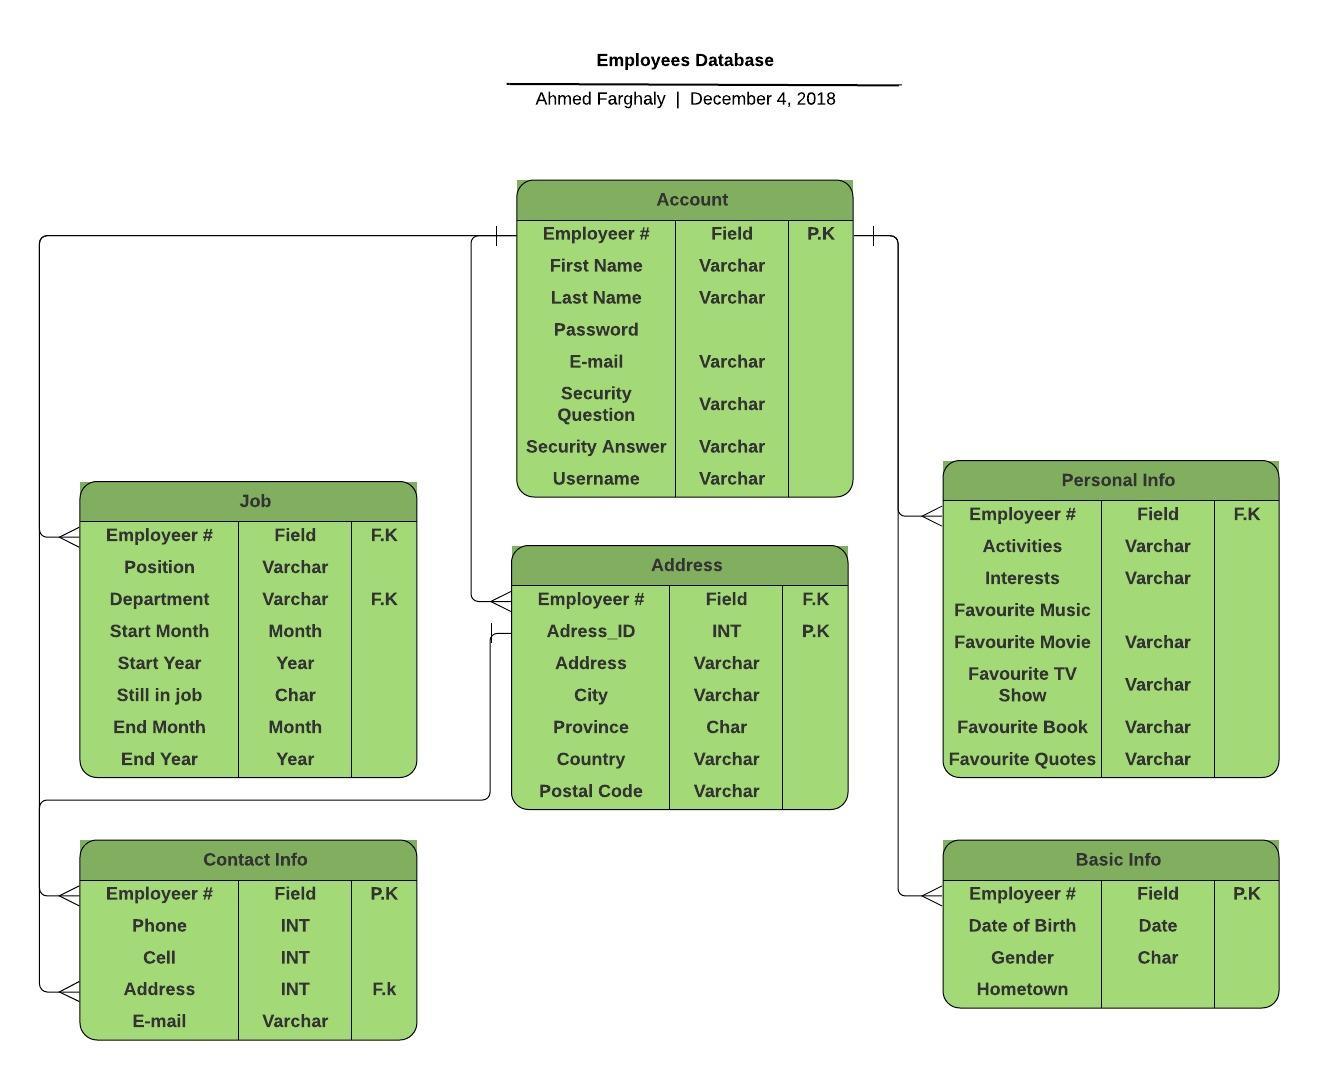 Employees Database
Ahmed Farghaly | December 4, 2018
Account
Employeer # Field P.K
First Name Varchar
Last Name Varchar
Password
E-mail Varchar
Security
Question Varchar
Security Answer Varchar
Username Varchar
Job
Employeer # Field F.K
Position Varchar
Department Varchar F.K
Start Month Month
Start Year Year
Still in job Char
End Month Month
End Year Year
Address
Employeer # Field F.K
Adress_ID INT P.K
Address Varchar
City Varchar
Province Char
Country Varchar
Postal Code Varchar
Personal Info
Employeer # Field F.K
Activities Varchar
Interests Varchar
Favourite Music
Favourite Movie Varchar
Favourite TV
Show Varchar
Favourite Book Varchar
Favourite Quotes Varchar
Contact Info
Employeer # Field P.K
Phone INT
Cell INT
Address INT F.k
E-mail Varchar
Basic Info
Employeer # Field P.K
Date of Birth Date
Gender Char
Hometown